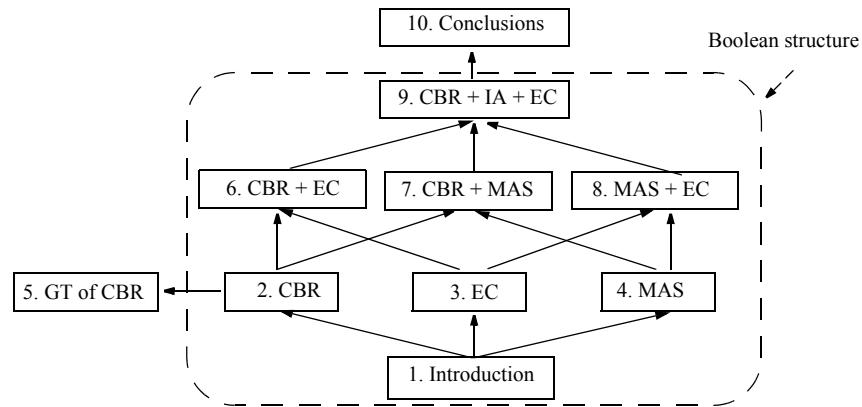 10. Conclusions
Boolean structure
9. CBR + IA + EC
6. CBR + EC
7. CBR + MAS
8. MAS + EC
5. GT of CBR
2. CBR
3. EC
4. MAS
1. Introduction